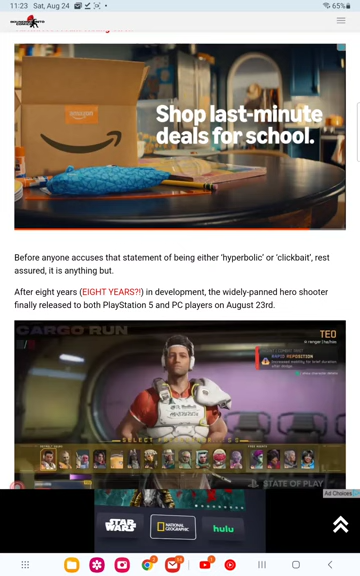 11:23 Sat, Aug 24
65%
amazon
Shop last-minute
deals for school.
Before anyone accuses that statement of being either 'hyperbolic' or 'clickbait', rest
assured, it is anything but.
After eight years (EIGHT YEARS?!) in development, the widely-panned hero shooter
finally released to both PlayStation 5 and PC players on August 23rd.
CARGO RUN
TEO
RAPID REPOSITION
STATE OF PLAY
Ad Choices
STAR WARS
NATIONAL GEOGRAPHIC
hulu